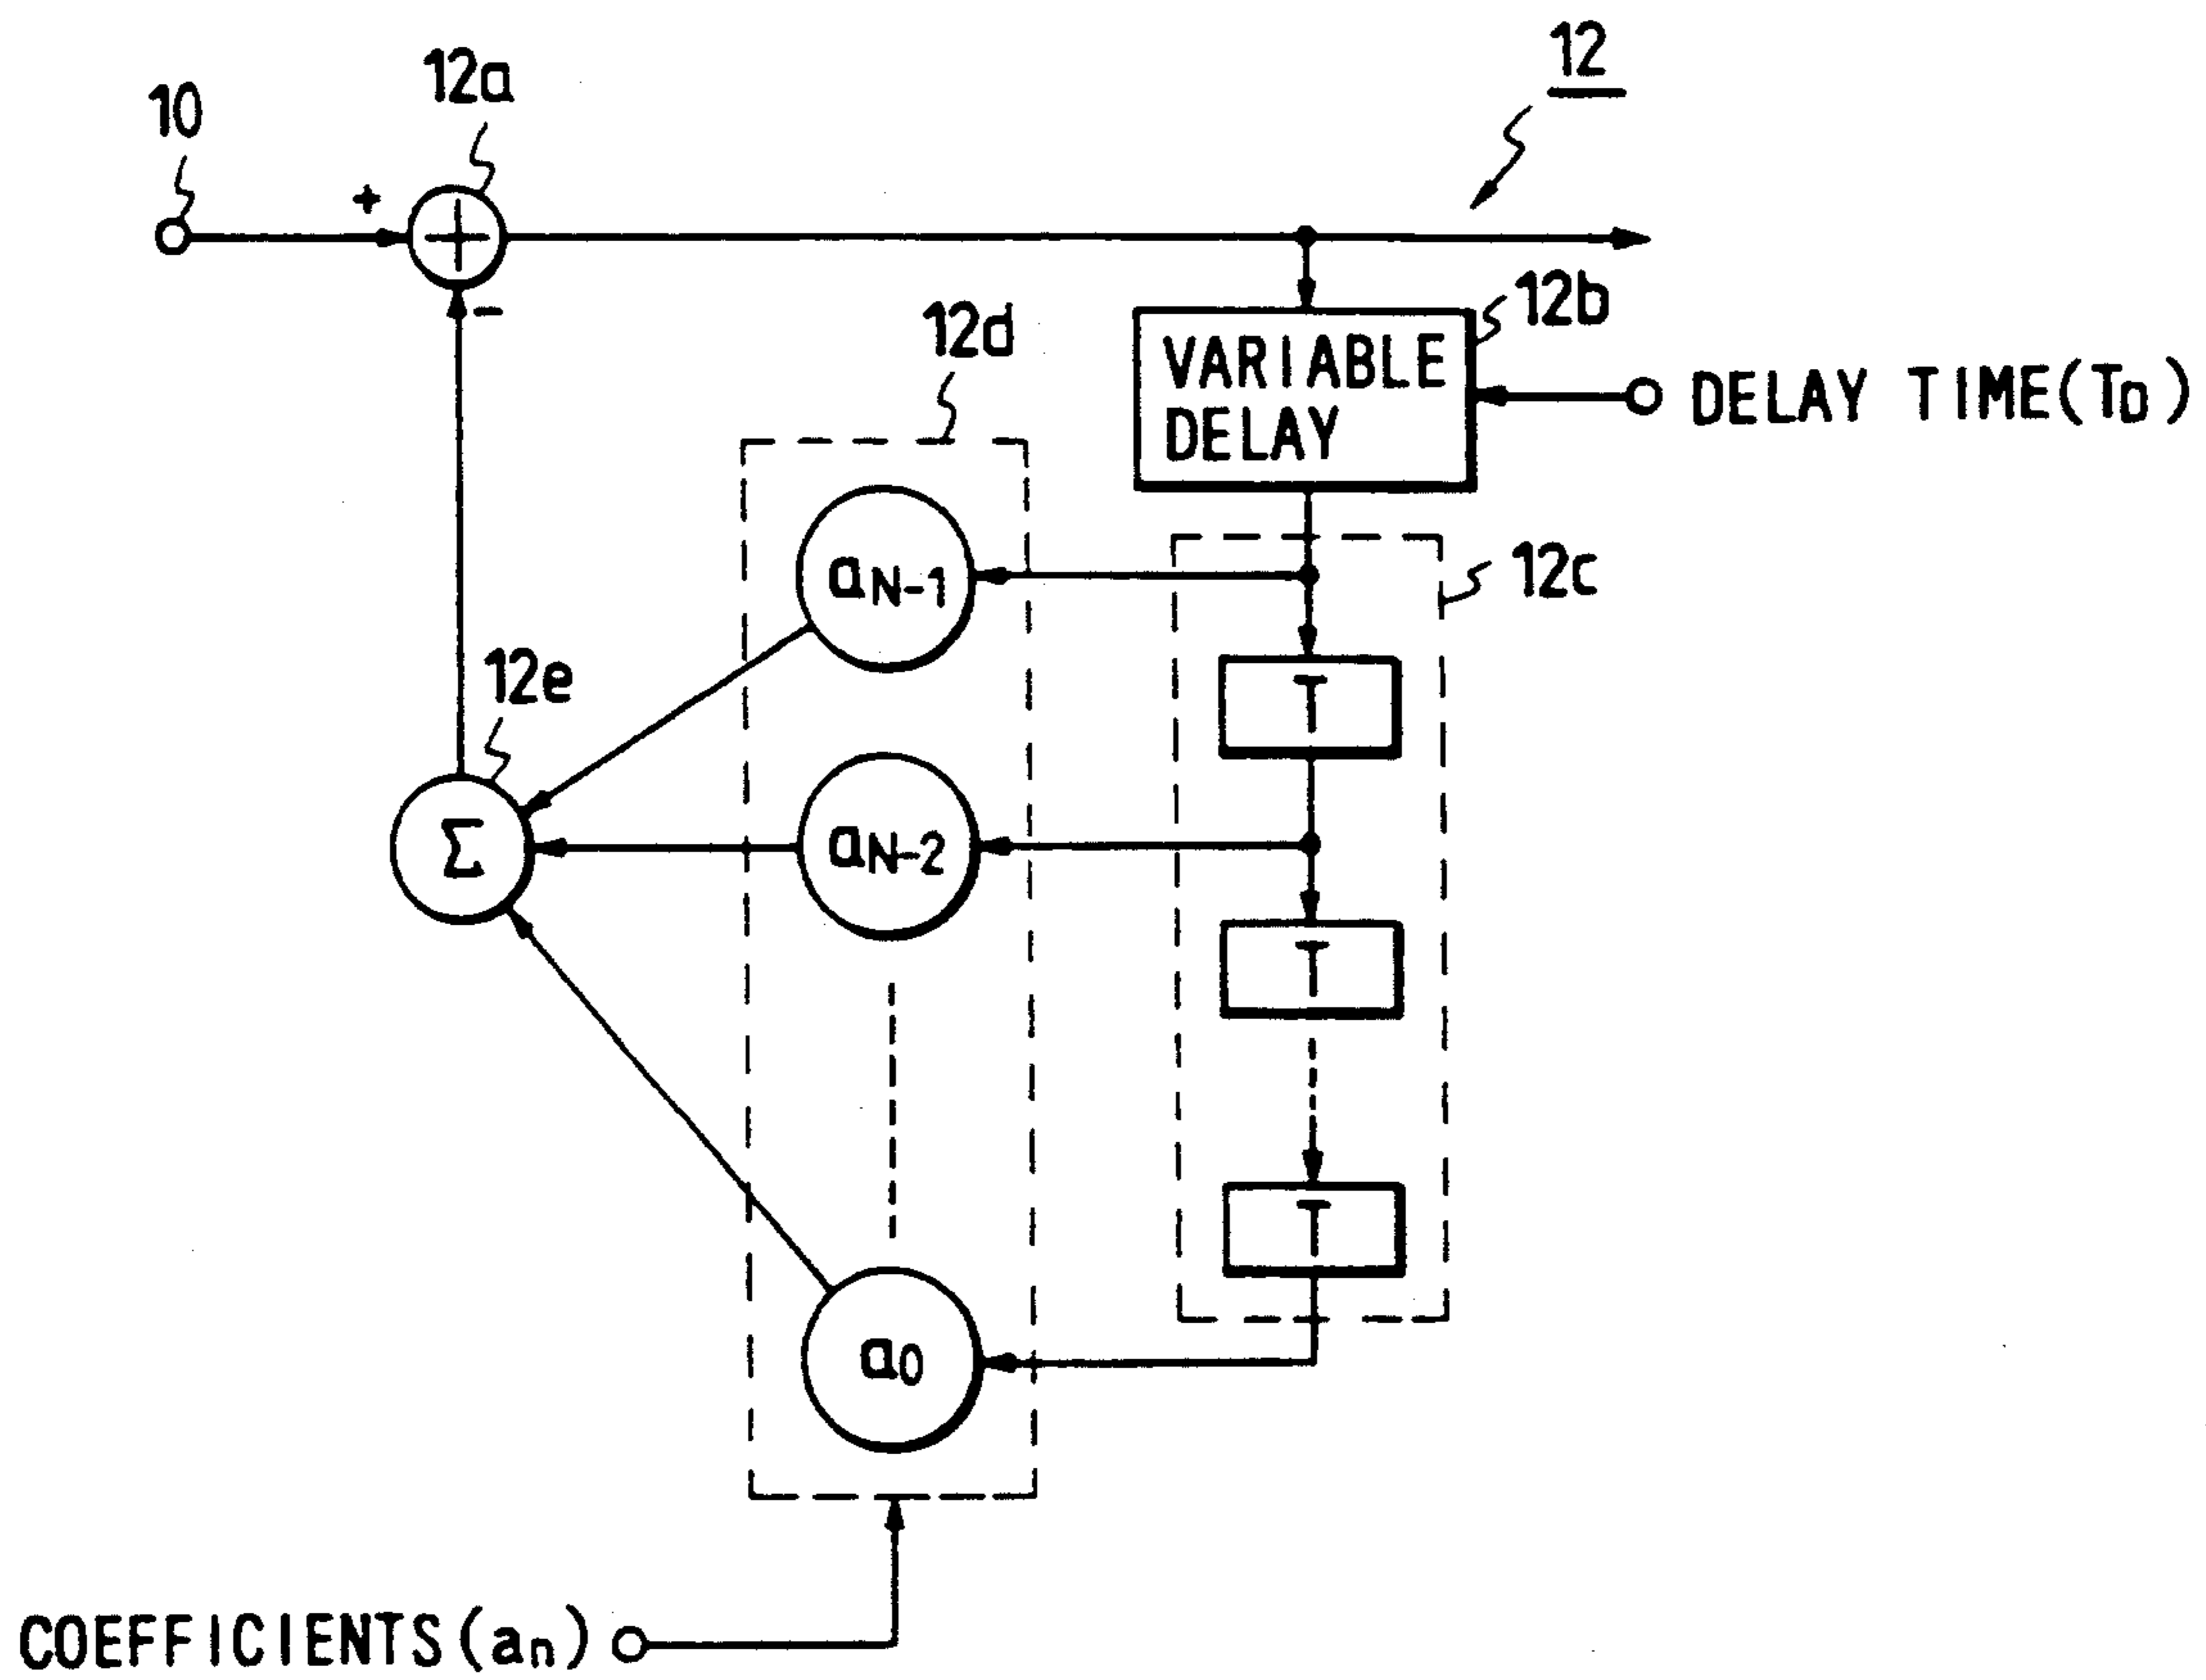 12
12a
10
+
-
12b
VARIABLE
DELAY
DELAY TIME(TD)
12d
12c
aN-1
T
12e
Σ
aN-2
T
T
a0
COEFFICIENTS(an)